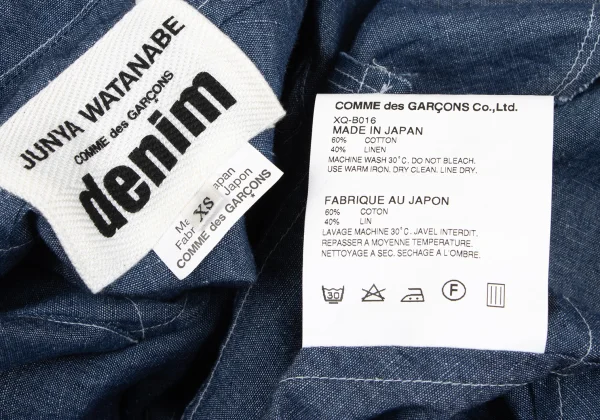 JUNYA WATANABE
COMME des GARÇONS
denim
XS
COMME des GARÇONS
COMME des GARÇONS Co.,Ltd.
XQ-B016
MADE IN JAPAN
60% COTTON
40% LINEN
MACHINE WASH 30°C. DO NOT BLEACH.
USE WARM IRON. DRY CLEAN. LINE DRY.
FABRIQUE AU JAPON
60% COTON
40% LIN
LAVAGE MACHINE 30°C. JAVEL INTERDIT.
REPASSER A MOYENNE TEMPERATURE.
NETTOYAGE A SEC. SECHAGE A L'OMBRE.
30
F